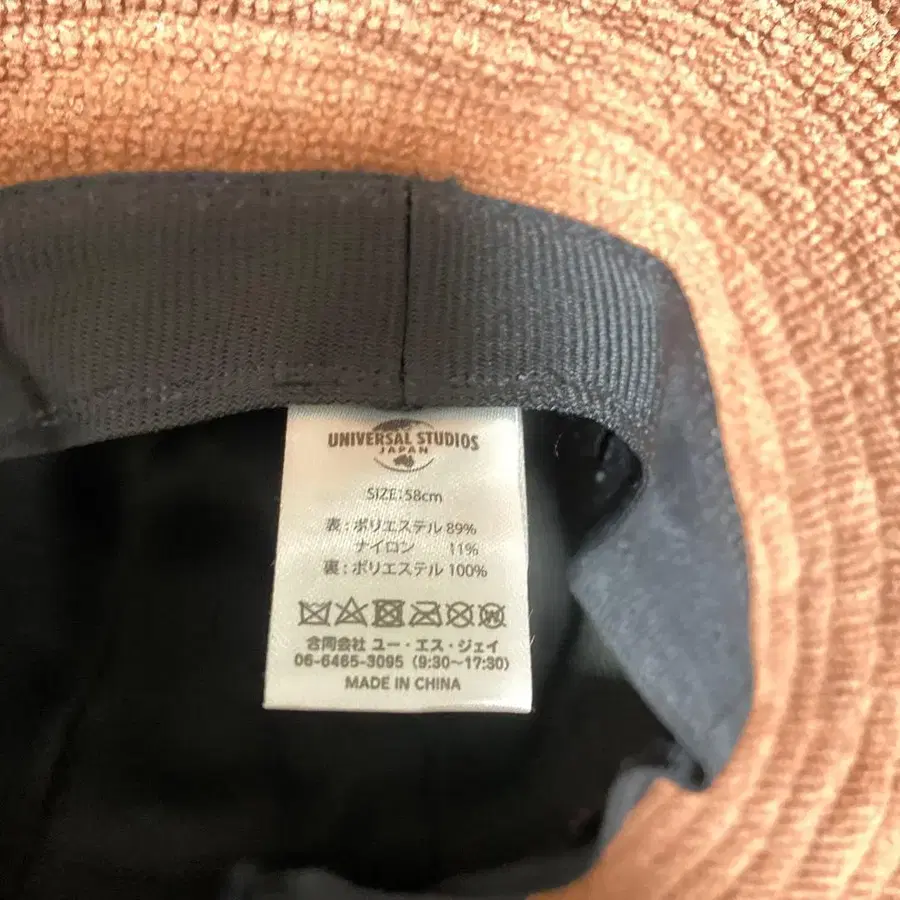 UNIVERSAL STUDIOS
JAPAN
SIZE:58cm
表:ポリエステル 89%
ナイロン 11%
裏:ポリエステル 100%
合同会社 ユー・エス・ジェイ
06-6465-3095 (9:30〜17:30)
MADE IN CHINA